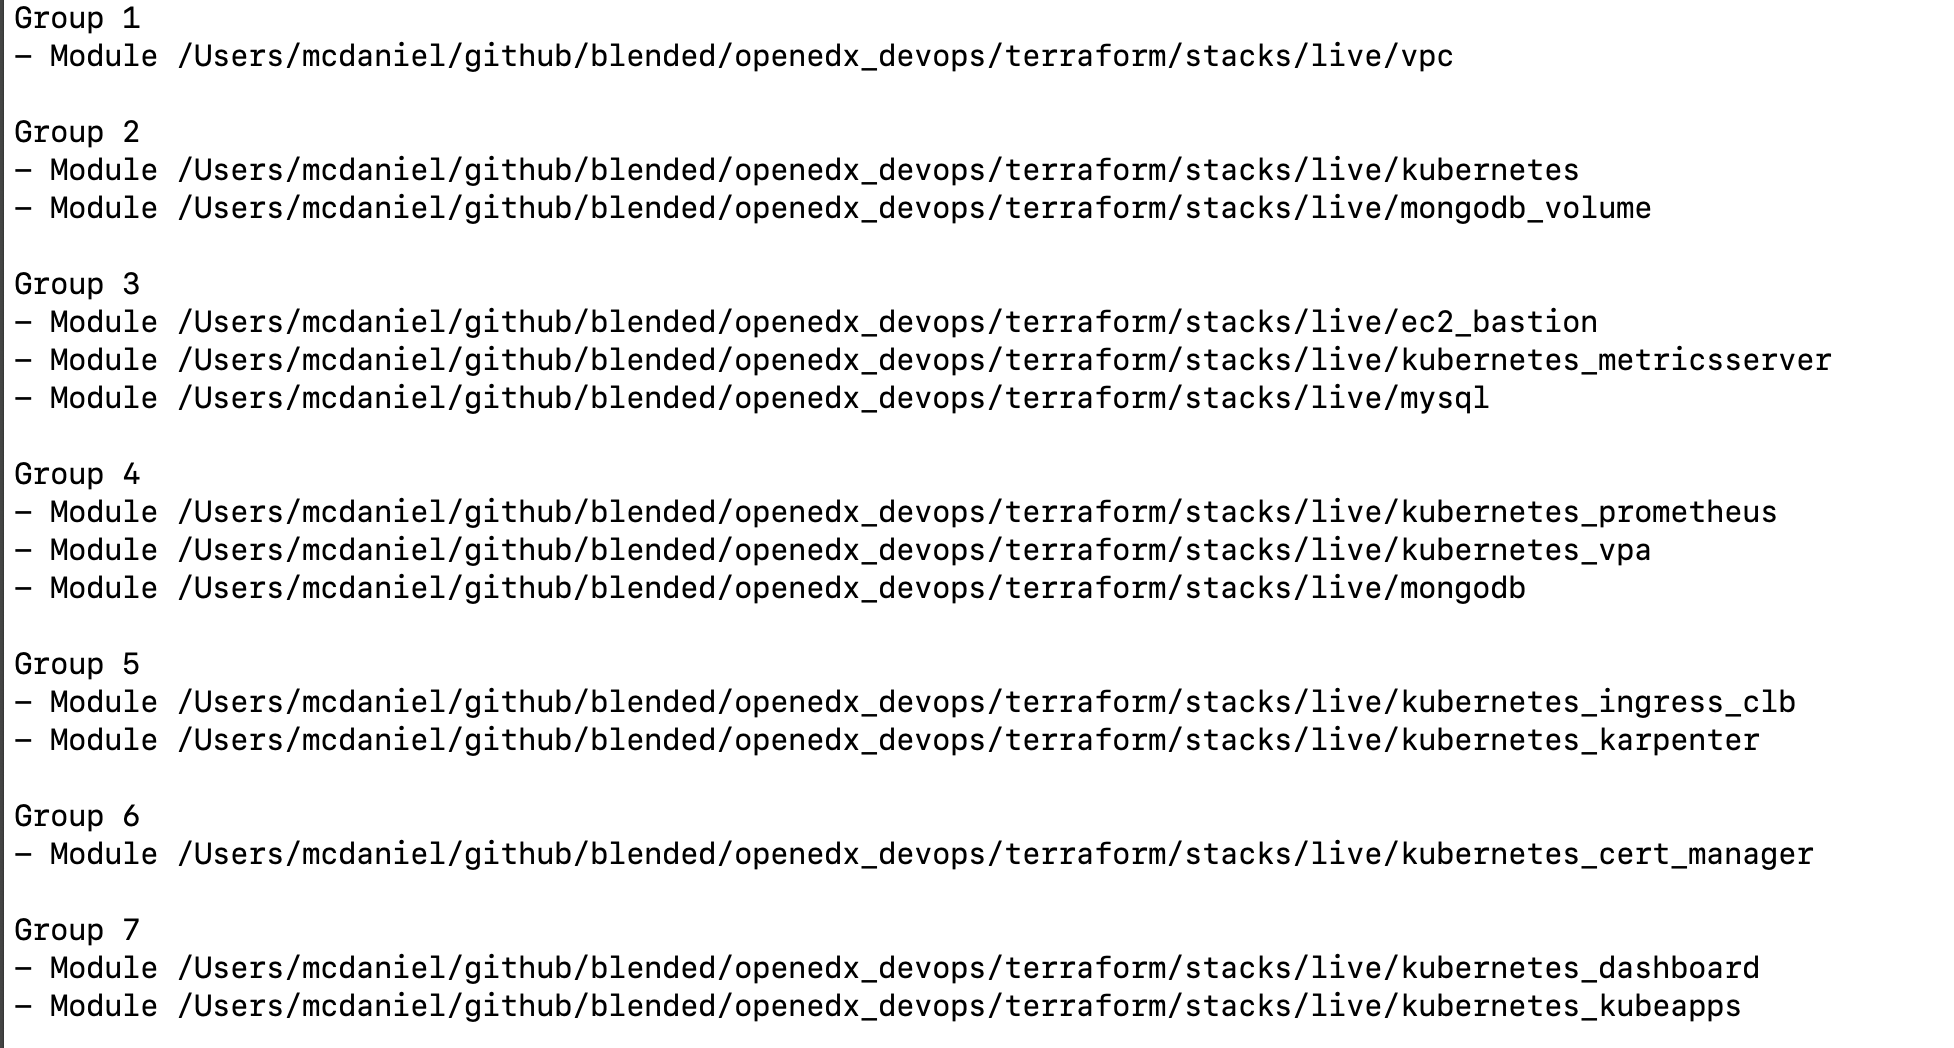 Group 1
- Module /Users/mcdaniel/github/blended/openedx_devops/terraform/stacks/live/vpc
Group 2
- Module /Users/mcdaniel/github/blended/openedx_devops/terraform/stacks/live/kubernetes
- Module /Users/mcdaniel/github/blended/openedx_devops/terraform/stacks/live/mongodb_volume
Group 3
- Module /Users/mcdaniel/github/blended/openedx_devops/terraform/stacks/live/ec2_bastion
- Module /Users/mcdaniel/github/blended/openedx_devops/terraform/stacks/live/kubernetes_metricsserver
- Module /Users/mcdaniel/github/blended/openedx_devops/terraform/stacks/live/mysql
Group 4
- Module /Users/mcdaniel/github/blended/openedx_devops/terraform/stacks/live/kubernetes_prometheus
- Module /Users/mcdaniel/github/blended/openedx_devops/terraform/stacks/live/kubernetes_vpa
- Module /Users/mcdaniel/github/blended/openedx_devops/terraform/stacks/live/mongodb
Group 5
- Module /Users/mcdaniel/github/blended/openedx_devops/terraform/stacks/live/kubernetes_ingress_clb
- Module /Users/mcdaniel/github/blended/openedx_devops/terraform/stacks/live/kubernetes_karpenter
Group 6
- Module /Users/mcdaniel/github/blended/openedx_devops/terraform/stacks/live/kubernetes_cert_manager
Group 7
- Module /Users/mcdaniel/github/blended/openedx_devops/terraform/stacks/live/kubernetes_dashboard
- Module /Users/mcdaniel/github/blended/openedx_devops/terraform/stacks/live/kubernetes_kubeapps